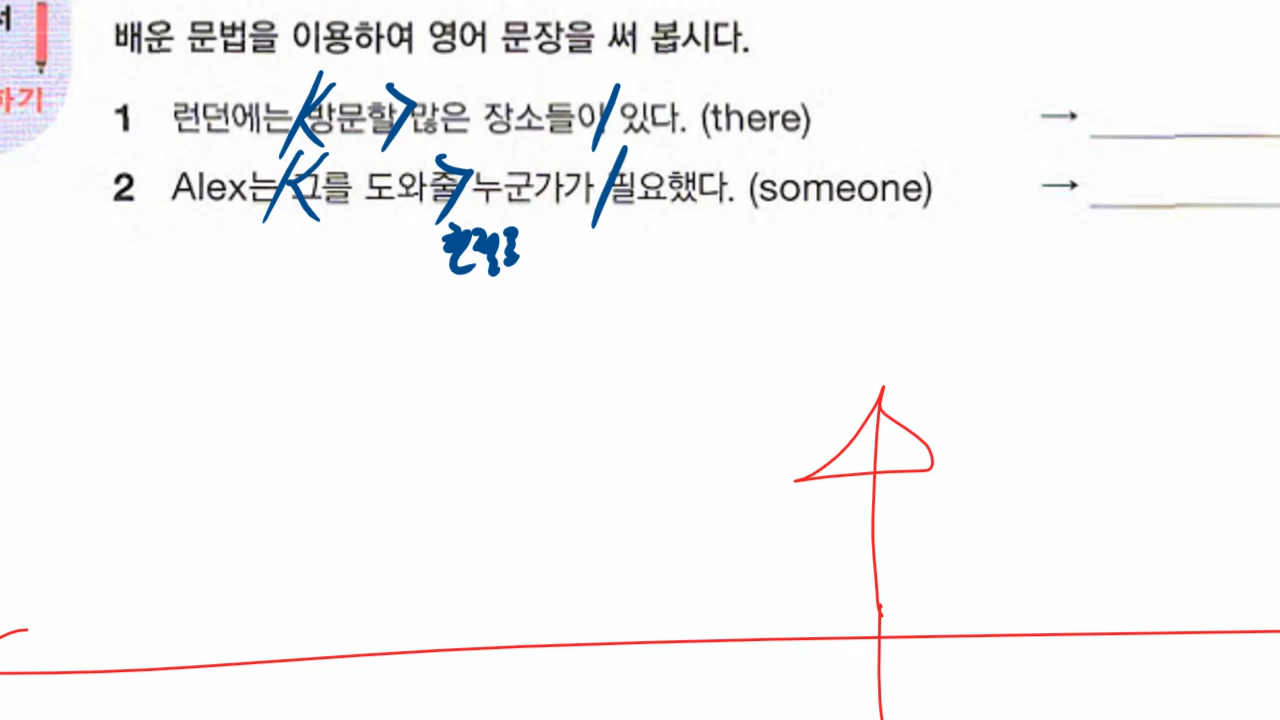 배운 문법을 이용하여 영어 문장을 써 봅시다.
하기
1 런던에는 방문할 많은 장소들이 있다. (there) →
2 Alex는 그를 도와줄 누군가가 필요했다. (someone) →